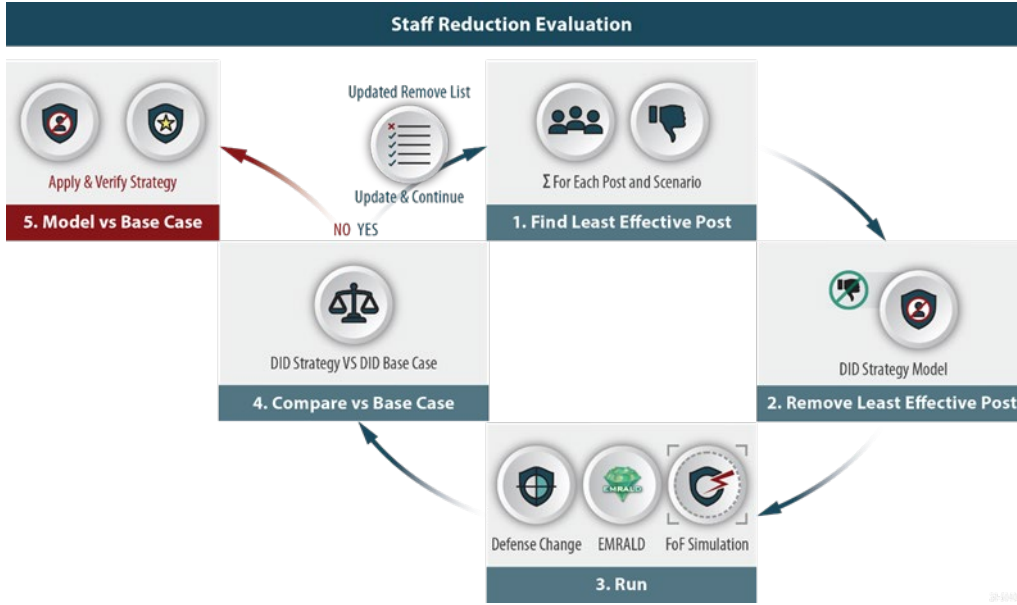 Staff Reduction Evaluation
Updated Remove List
Update & Continue
NO YES
Apply & Verify Strategy
5. Model vs Base Case
Σ For Each Post and Scenario
1. Find Least Effective Post
DID Strategy Model
2. Remove Least Effective Post
DID Strategy VS DID Base Case
4. Compare vs Base Case
EMRALD
Defense Change
EMRALD
FoF Simulation
3. Run